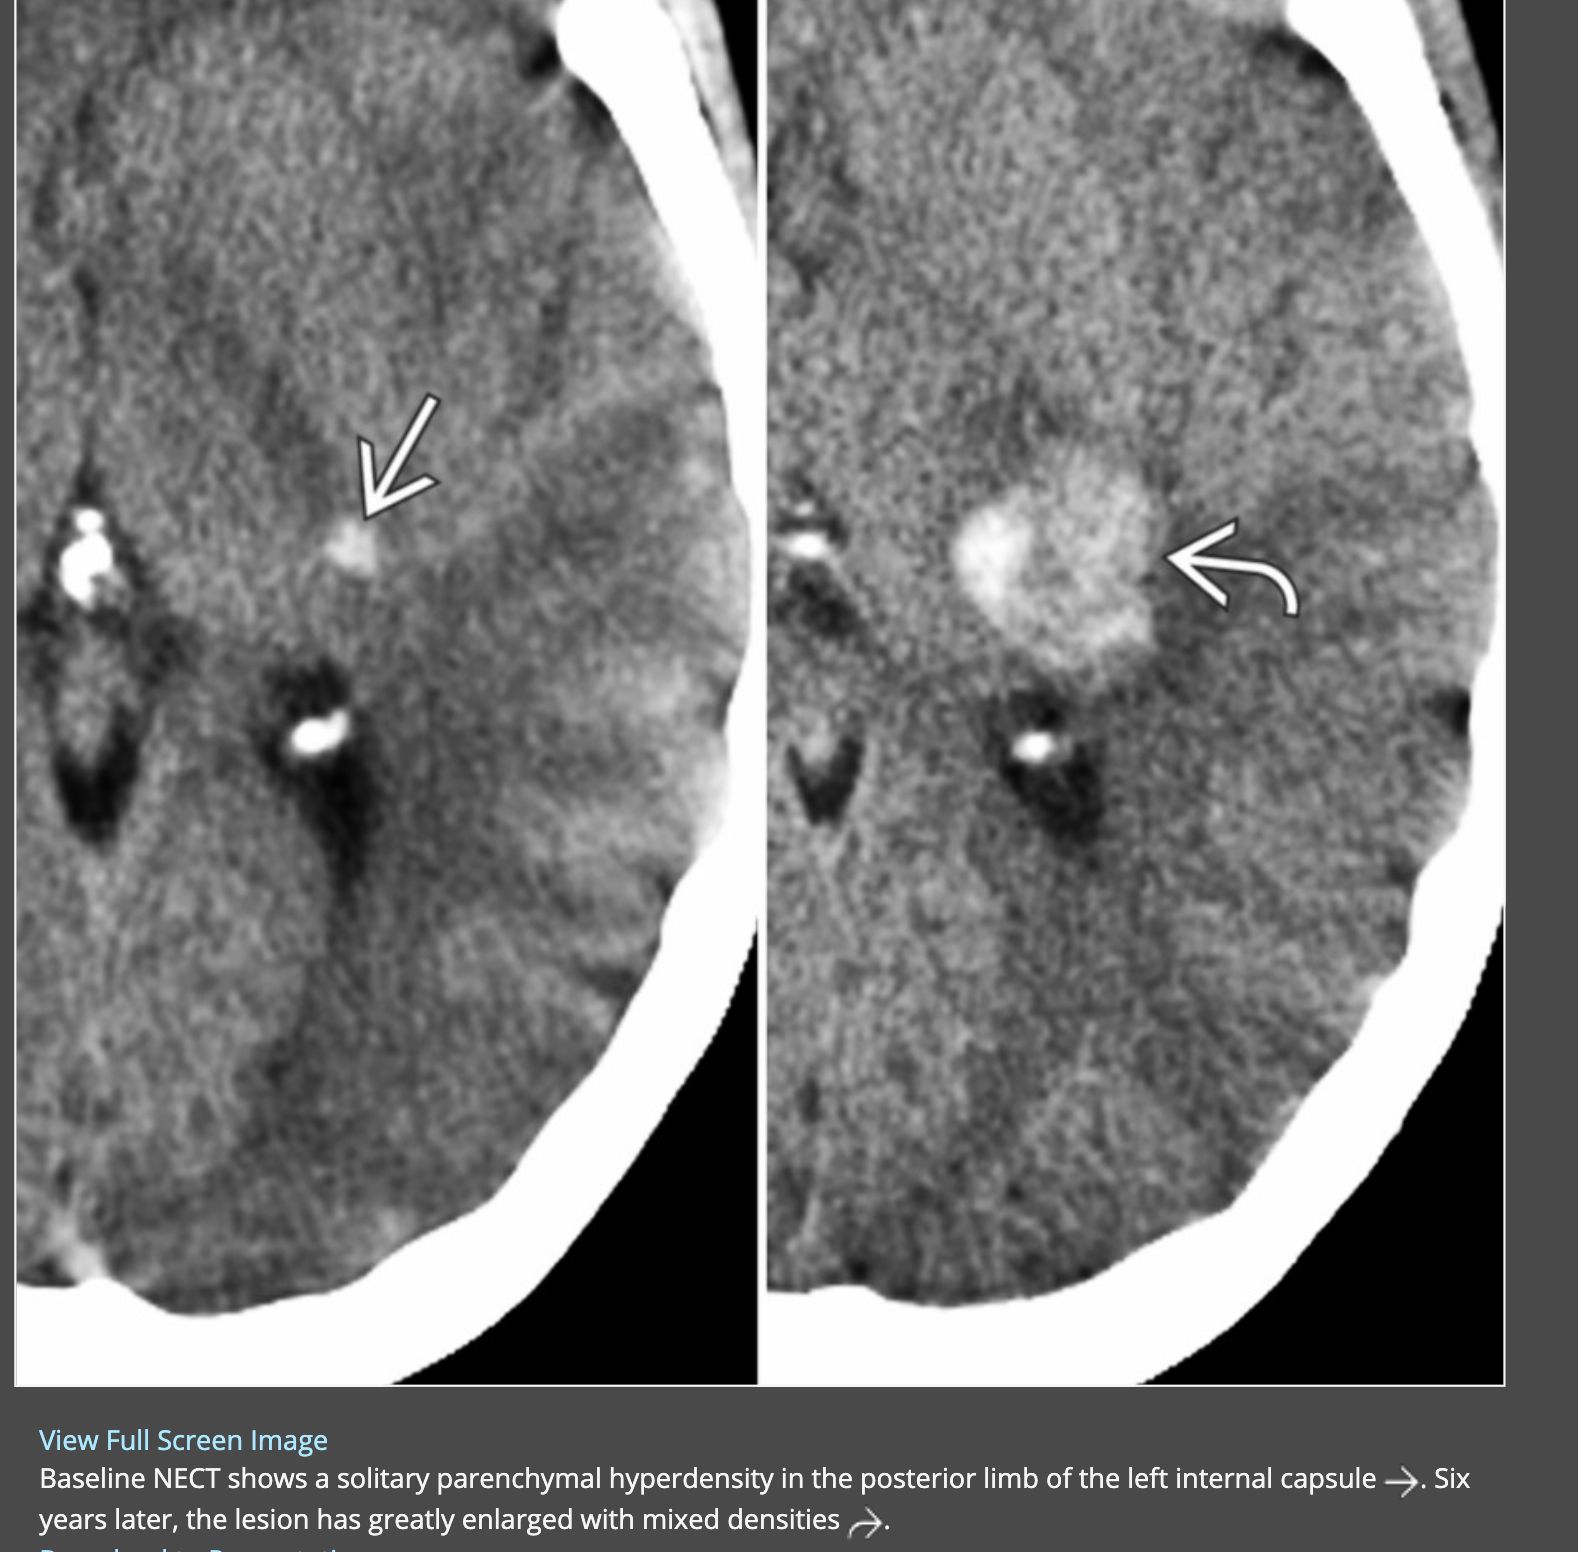 View Full Screen Image
Baseline NECT shows a solitary parenchymal hyperdensity in the posterior limb of the left internal capsule →. Six
years later, the lesion has greatly enlarged with mixed densities ↷.